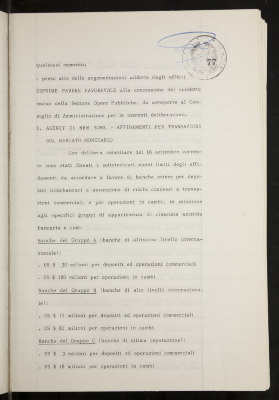 77
qualsiasi momento;
. preso atto delle argomentazioni addotte dagli uffici
ESPRIME PARERE FAVOREVOLE alla concessione del suddetto
mutuo della Sezione Opere Pubbliche, da sottoporre al Con-
siglio di Amministrazione per le inerenti deliberazioni.
AGENCY DI NEW YORK - AFFIDAMENTI PER TRANSAZIONI
SUL MERCATO MONETARIO
Con delibera consiliare del 16 settembre corren-
te sono stati fissati i sottoindicati nuovi limiti degli affi-
damenti da accordare a favore di banche estere per depo-
siti interbancari e assunzione di rischi connessi a transa-
zioni commerciali e per operazioni in cambi, in relazione
agli specifici gruppi di appartenenza di ciascuna azienda
bancaria e cum:
Banche del Gruppo A (banche di altissimo livello interna-
zionale):
. US $ 30 milioni per depositi ed operazioni commerciali
. US $ 180 milioni per operazioni in cambi
Banche del Gruppo B (banche di alto livello internaziona-
le):
. US $ milioni per depositi ed operazioni commerciali
. US $ milioni per operazioni in cambi
Banche del Gruppo C (banche di ottima reputazione):
. US $ 3 milioni per depositi ed operazioni commerciali
. US $ 18 milioni per operazioni in cambi